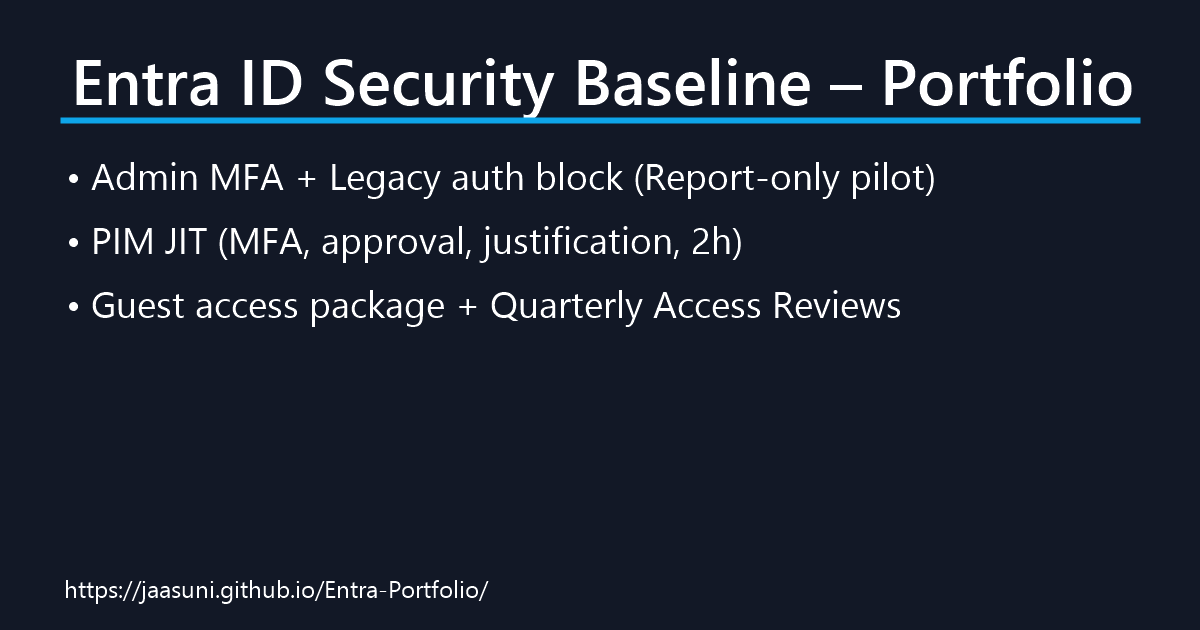 Entra ID Security Baseline – Portfolio
• Admin MFA + Legacy auth block (Report-only pilot)
• PIM JIT (MFA, approval, justification, 2h)
• Guest access package + Quarterly Access Reviews
https://jaasuni.github.io/Entra-Portfolio/